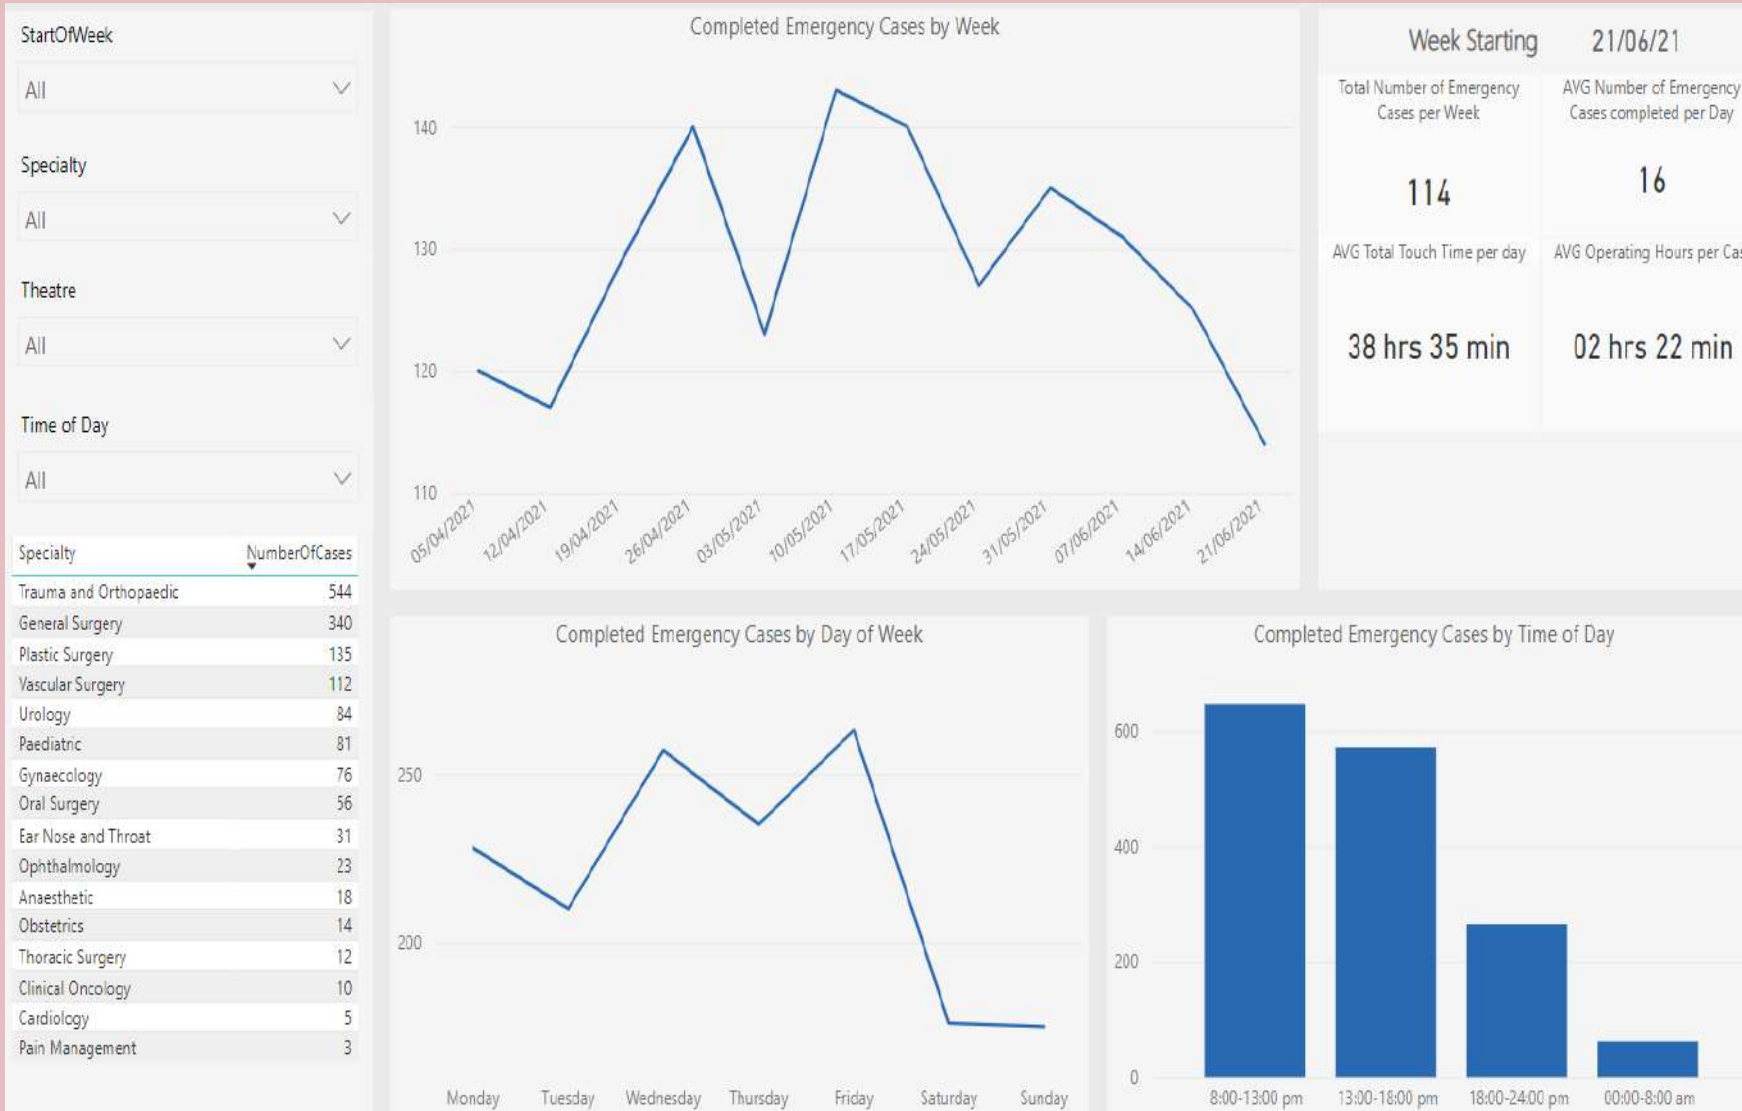 StartOfWeek
All
Specialty
All
Theatre
All
Time of Day
All
Specialty NumberOfCases
Trauma and Orthopaedic 544
General Surgery 340
Plastic Surgery 135
Vascular Surgery 112
Urology 84
Paediatric 81
Gynaecology 76
Oral Surgery 56
Ear Nose and Throat 31
Ophthalmology 23
Anaesthetic 18
Obstetrics 14
Thoracic Surgery 12
Clinical Oncology 10
Cardiology 5
Pain Management 3
Completed Emergency Cases by Week
140
130
120
110
05/04/2021 12/04/2021 19/04/2021 26/04/2021 03/05/2021 10/05/2021 17/05/2021 24/05/2021 31/05/2021 07/06/2021 14/06/2021 21/06/2021
Week Starting 21/06/21
Total Number of Emergency
Cases per Week
114
AVG Number of Emergency
Cases completed per Day
16
AVG Total Touch Time per day
38 hrs 35 min
AVG Operating Hours per Cas
02 hrs 22 min
Completed Emergency Cases by Day of Week
250
200
Monday Tuesday Wednesday Thursday Friday Saturday Sunday
Completed Emergency Cases by Time of Day
600
400
200
0
8:00-13:00 pm 13:00-18:00 pm 18:00-24:00 pm 00:00-8:00 am